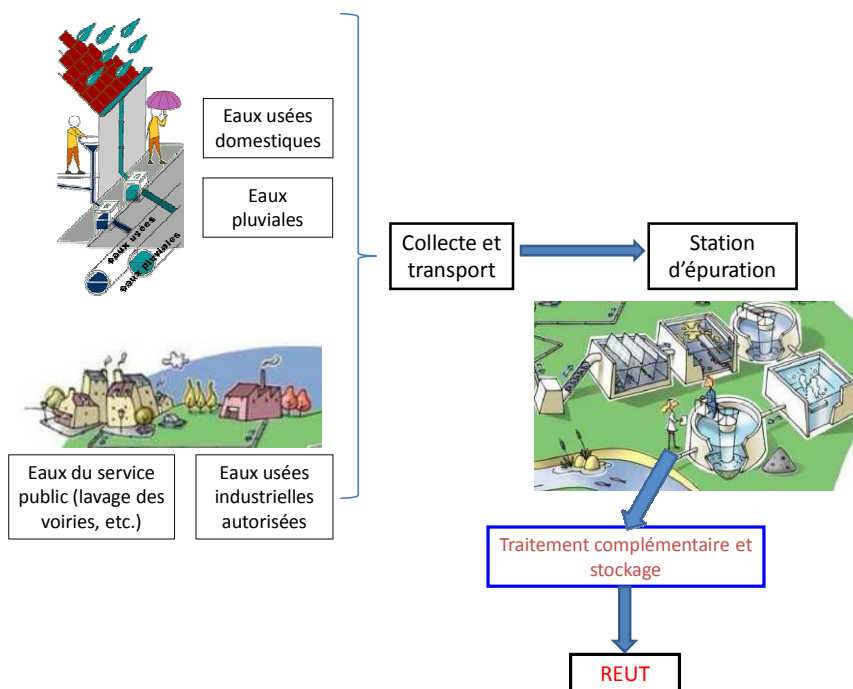 Eaux usées
domestiques
Eaux
pluviales
eaux usées
eaux pluviales
Collecte et
transport
Station
d'épuration
Eaux du service
public (lavage des
voiries, etc.)
Eaux usées
industrielles
autorisées
Traitement complémentaire et
stockage
REUT